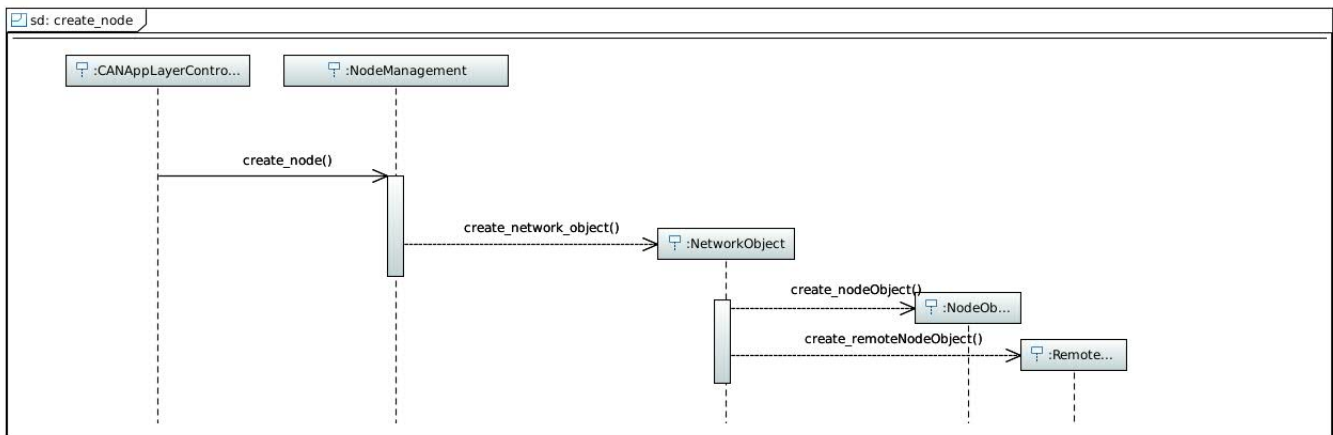 sd: create_node
:CANAppLayerContro...
:NodeManagement
create_node()
create_network_object()
:NetworkObject
create_nodeObject()
:NodeOb...
create_remoteNodeObject()
:Remote...